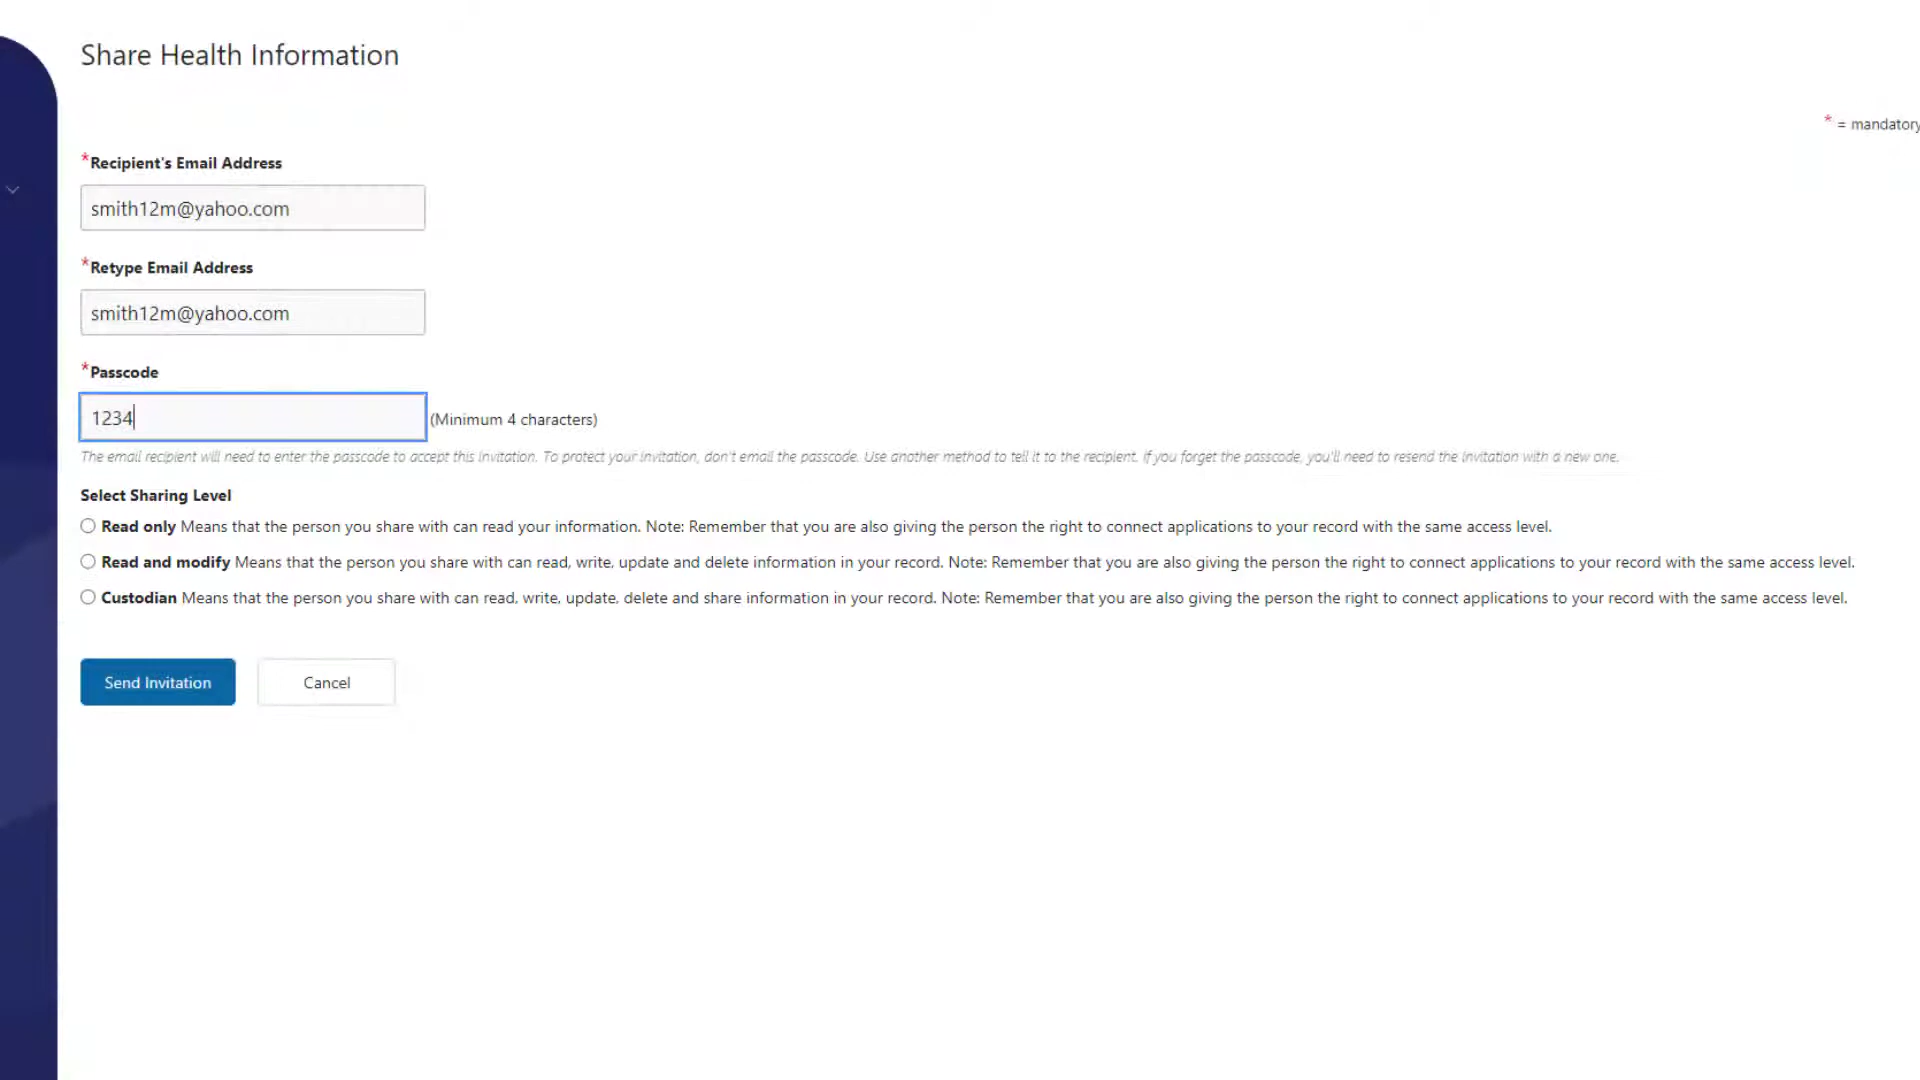 Share Health Information
* = mandatory
*Recipient's Email Address
smith12m@yahoo.com
*Retype Email Address
smith12m@yahoo.com
*Passcode
1234 (Minimum 4 characters)
The email recipient will need to enter the passcode to accept this invitation. To protect your invitation, don't email the passcode. Use another method to tell it to the recipient. If you forget the passcode, you'll need to resend the invitation with a new one.
Select Sharing Level
Read only Means that the person you share with can read your information. Note: Remember that you are also giving the person the right to connect applications to your record with the same access level.
Read and modify Means that the person you share with can read, write, update and delete information in your record. Note: Remember that you are also giving the person the right to connect applications to your record with the same access level.
Custodian Means that the person you share with can read, write, update, delete and share information in your record. Note: Remember that you are also giving the person the right to connect applications to your record with the same access level.
Send Invitation Cancel